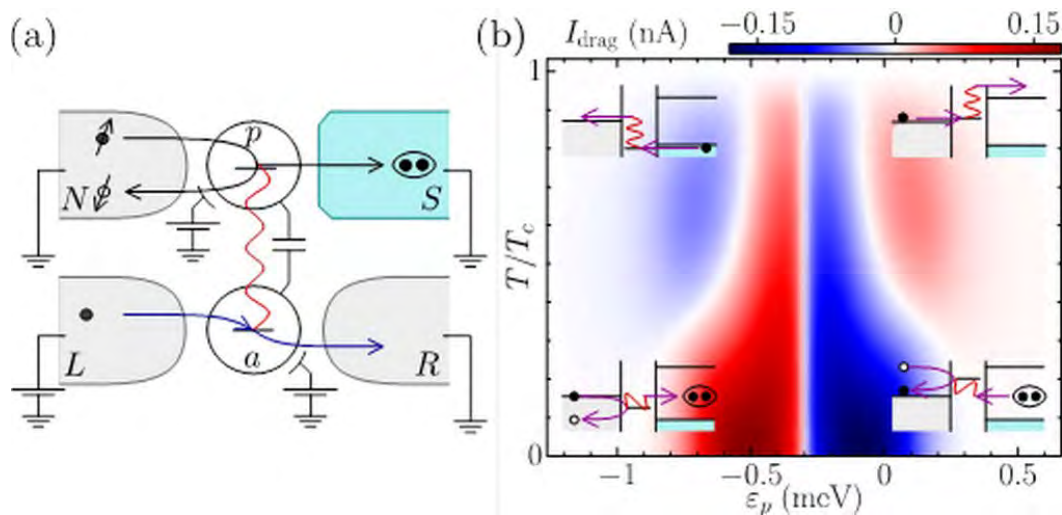 (a)
N
p
S
L
a
R
(b)
I_drag (nA)
−0.15
0
0.15
T/T_c
1
0
−1
−0.5
0
0.5
ε_p (meV)